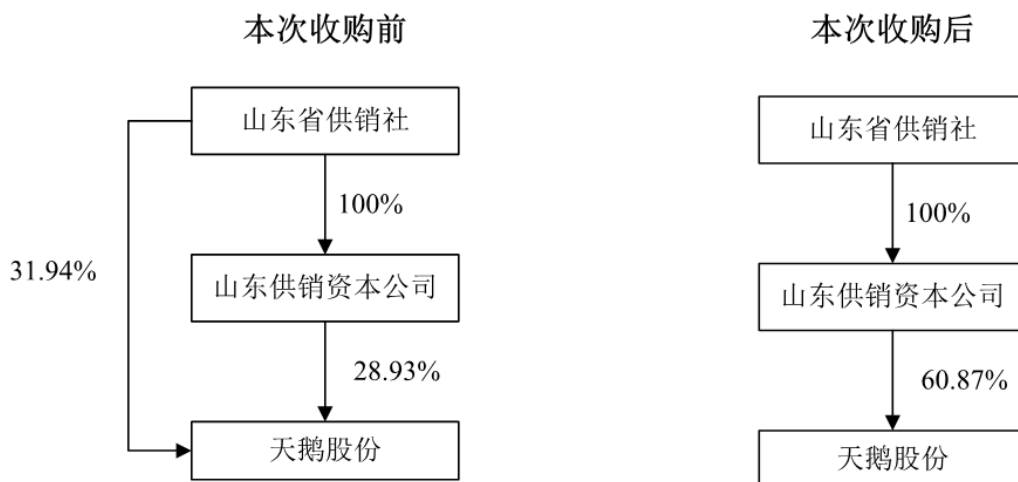 本次收购前
山东省供销社
100%
31.94%
山东供销资本公司
28.93%
天鹅股份
本次收购后
山东省供销社
100%
山东供销资本公司
60.87%
天鹅股份